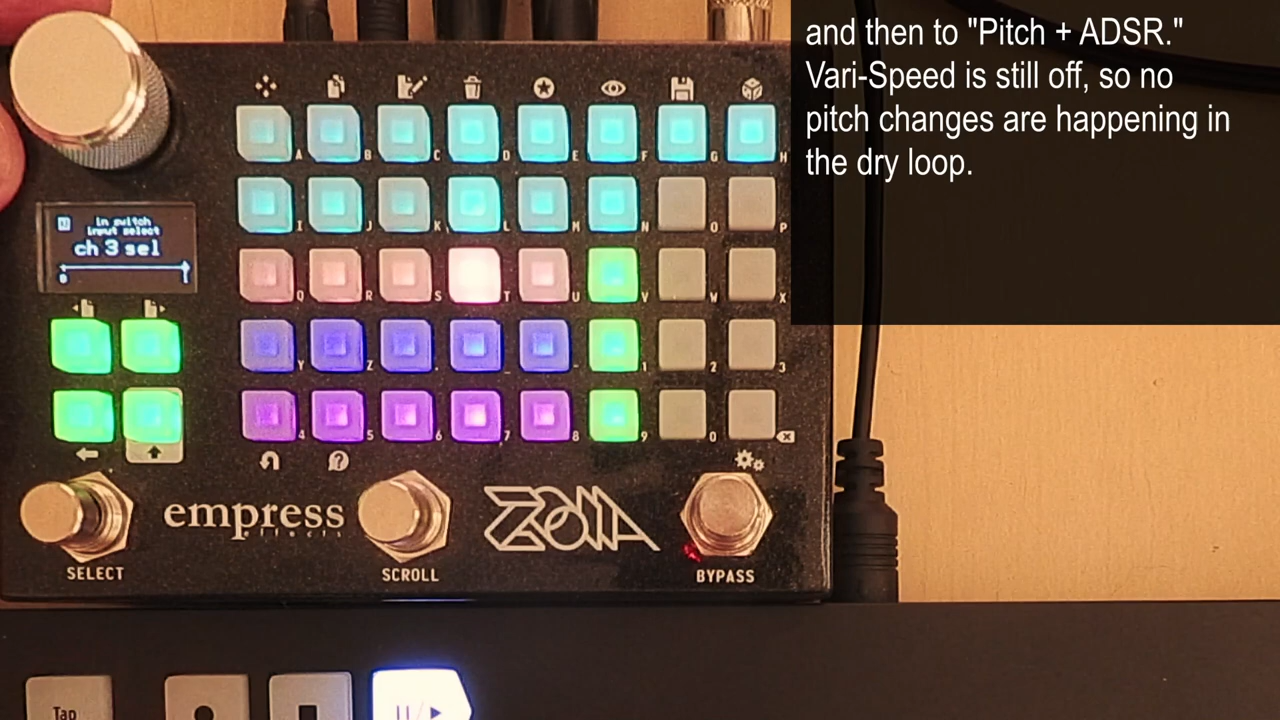 and then to "Pitch + ADSR."
Vari-Speed is still off, so no
pitch changes are happening in
the dry loop.
A B C D E F G H
in switch
input select
ch 3 sel
0 1
I J K L M N O P
Q R S T U V W X
Y Z . _ - 1 2 3
4 5 6 7 8 9 0
empress
effects
ZOIA
SELECT
SCROLL
BYPASS
Tap